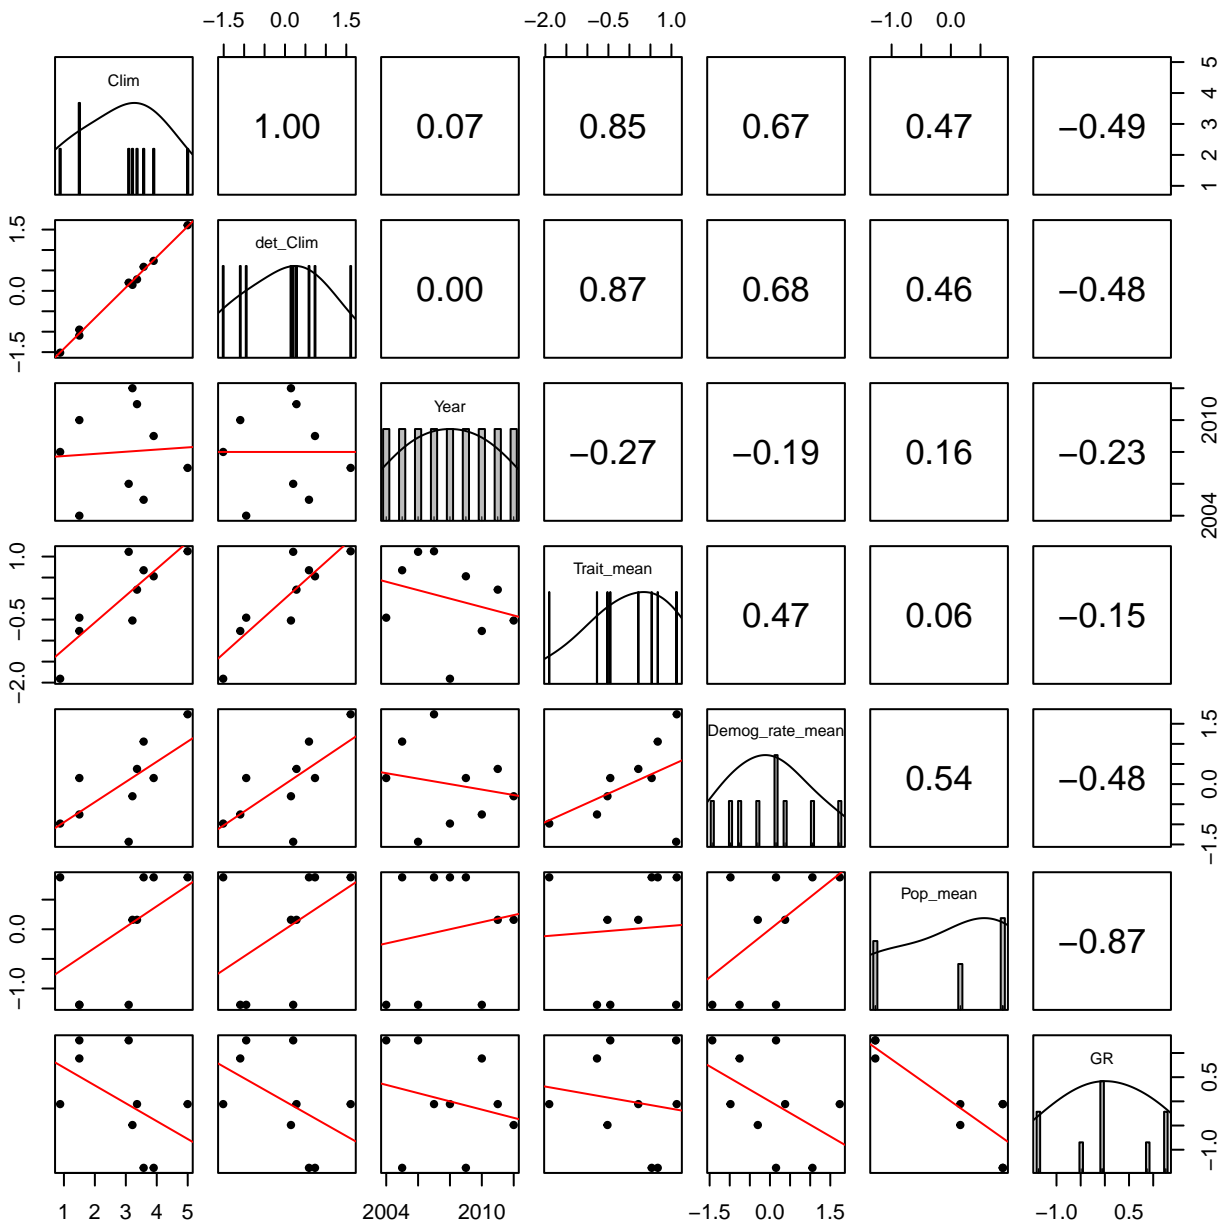 −1.5 0.0 1.5 −2.0 −0.5 1.0 −1.0 0.0
Clim
1.00 0.07 0.85 0.67 0.47 −0.49
1 2 3 4 5
−1.5 0.0 1.5
det_Clim
0.00 0.87 0.68 0.46 −0.48
Year
−0.27 −0.19 0.16 −0.23
2004 2010
−2.0 −0.5 1.0
Trait_mean
0.47 0.06 −0.15
Demog_rate_mean
0.54 −0.48
−1.5 0.0 1.5
−1.0 0.0
Pop_mean
−0.87
GR
−1.0 0.5
1 2 3 4 5 2004 2010 −1.5 0.0 1.5 −1.0 0.5